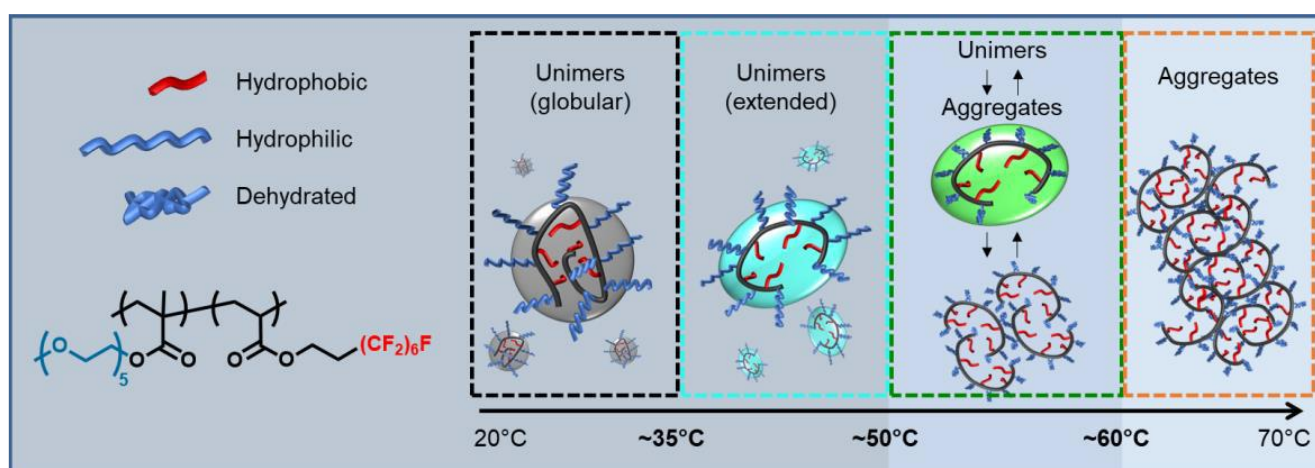 Hydrophobic
Hydrophilic
Dehydrated
O
5
O
O
O
O
(CF2)6F
Unimers
(globular)
Unimers
(extended)
Unimers
Aggregates
Aggregates
20°C
~35°C
~50°C
~60°C
70°C